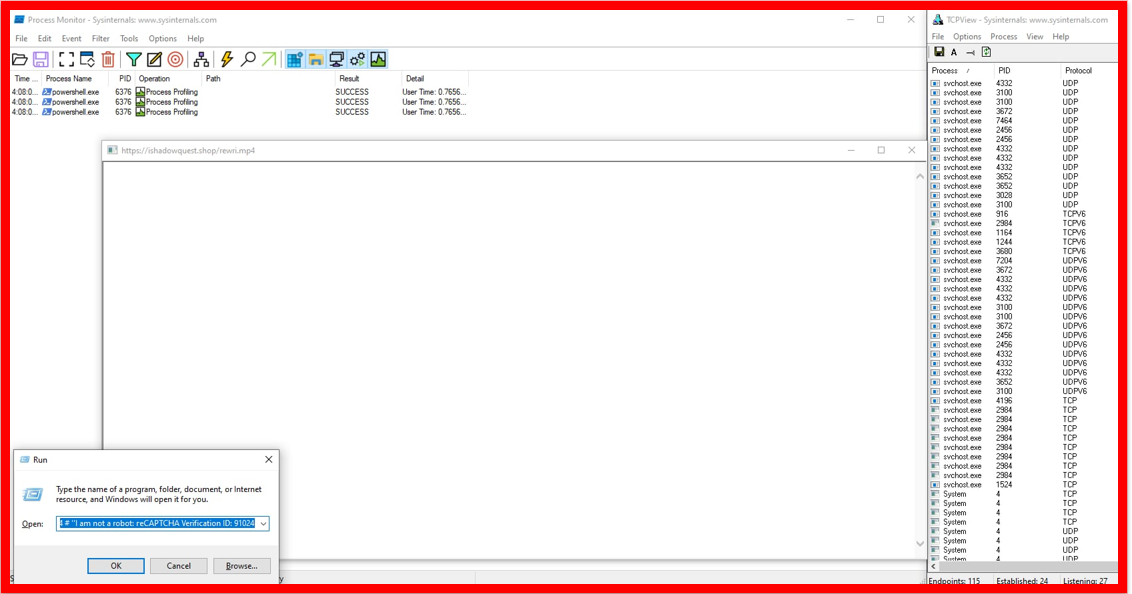 Process Monitor - Sysinternals: www.sysinternals.com
File Edit Event Filter Tools Options Help
Time ... Process Name PID Operation Path Result Detail
4:08:0... powershell.exe 6376 Process Profiling SUCCESS User Time: 0.7656...
4:08:0... powershell.exe 6376 Process Profiling SUCCESS User Time: 0.7656...
4:08:0... powershell.exe 6376 Process Profiling SUCCESS User Time: 0.7656...
https://ishadowquest.shop/rewri.mp4
Run
Type the name of a program, folder, document, or Internet
resource, and Windows will open it for you.
Open: # "I am not a robot: reCAPTCHA Verification ID: 91024
OK Cancel Browse...
TCPView - Sysinternals: www.sysinternals.com
File Options Process View Help
A
Process / PID Protocol
svchost.exe 4332 UDP
svchost.exe 3100 UDP
svchost.exe 3100 UDP
svchost.exe 3672 UDP
svchost.exe 7464 UDP
svchost.exe 2456 UDP
svchost.exe 2456 UDP
svchost.exe 4332 UDP
svchost.exe 4332 UDP
svchost.exe 4332 UDP
svchost.exe 3652 UDP
svchost.exe 3652 UDP
svchost.exe 3028 UDP
svchost.exe 3100 UDP
svchost.exe 916 TCPV6
svchost.exe 2984 TCPV6
svchost.exe 1164 TCPV6
svchost.exe 1244 TCPV6
svchost.exe 3680 TCPV6
svchost.exe 7204 UDPV6
svchost.exe 3672 UDPV6
svchost.exe 4332 UDPV6
svchost.exe 4332 UDPV6
svchost.exe 4332 UDPV6
svchost.exe 3100 UDPV6
svchost.exe 3100 UDPV6
svchost.exe 3672 UDPV6
svchost.exe 2456 UDPV6
svchost.exe 2456 UDPV6
svchost.exe 4332 UDPV6
svchost.exe 4332 UDPV6
svchost.exe 4332 UDPV6
svchost.exe 3652 UDPV6
svchost.exe 3100 UDPV6
svchost.exe 4196 TCP
svchost.exe 2984 TCP
svchost.exe 2984 TCP
svchost.exe 2984 TCP
svchost.exe 2984 TCP
svchost.exe 2984 TCP
svchost.exe 2984 TCP
svchost.exe 2984 TCP
svchost.exe 2984 TCP
svchost.exe 1524 TCP
System 4 TCP
System 4 TCP
System 4 TCP
System 4 TCP
System 4 UDP
System 4 UDP
System 4 UDP
System 4 TCP
Endpoints: 115 Established: 24 Listening: 27